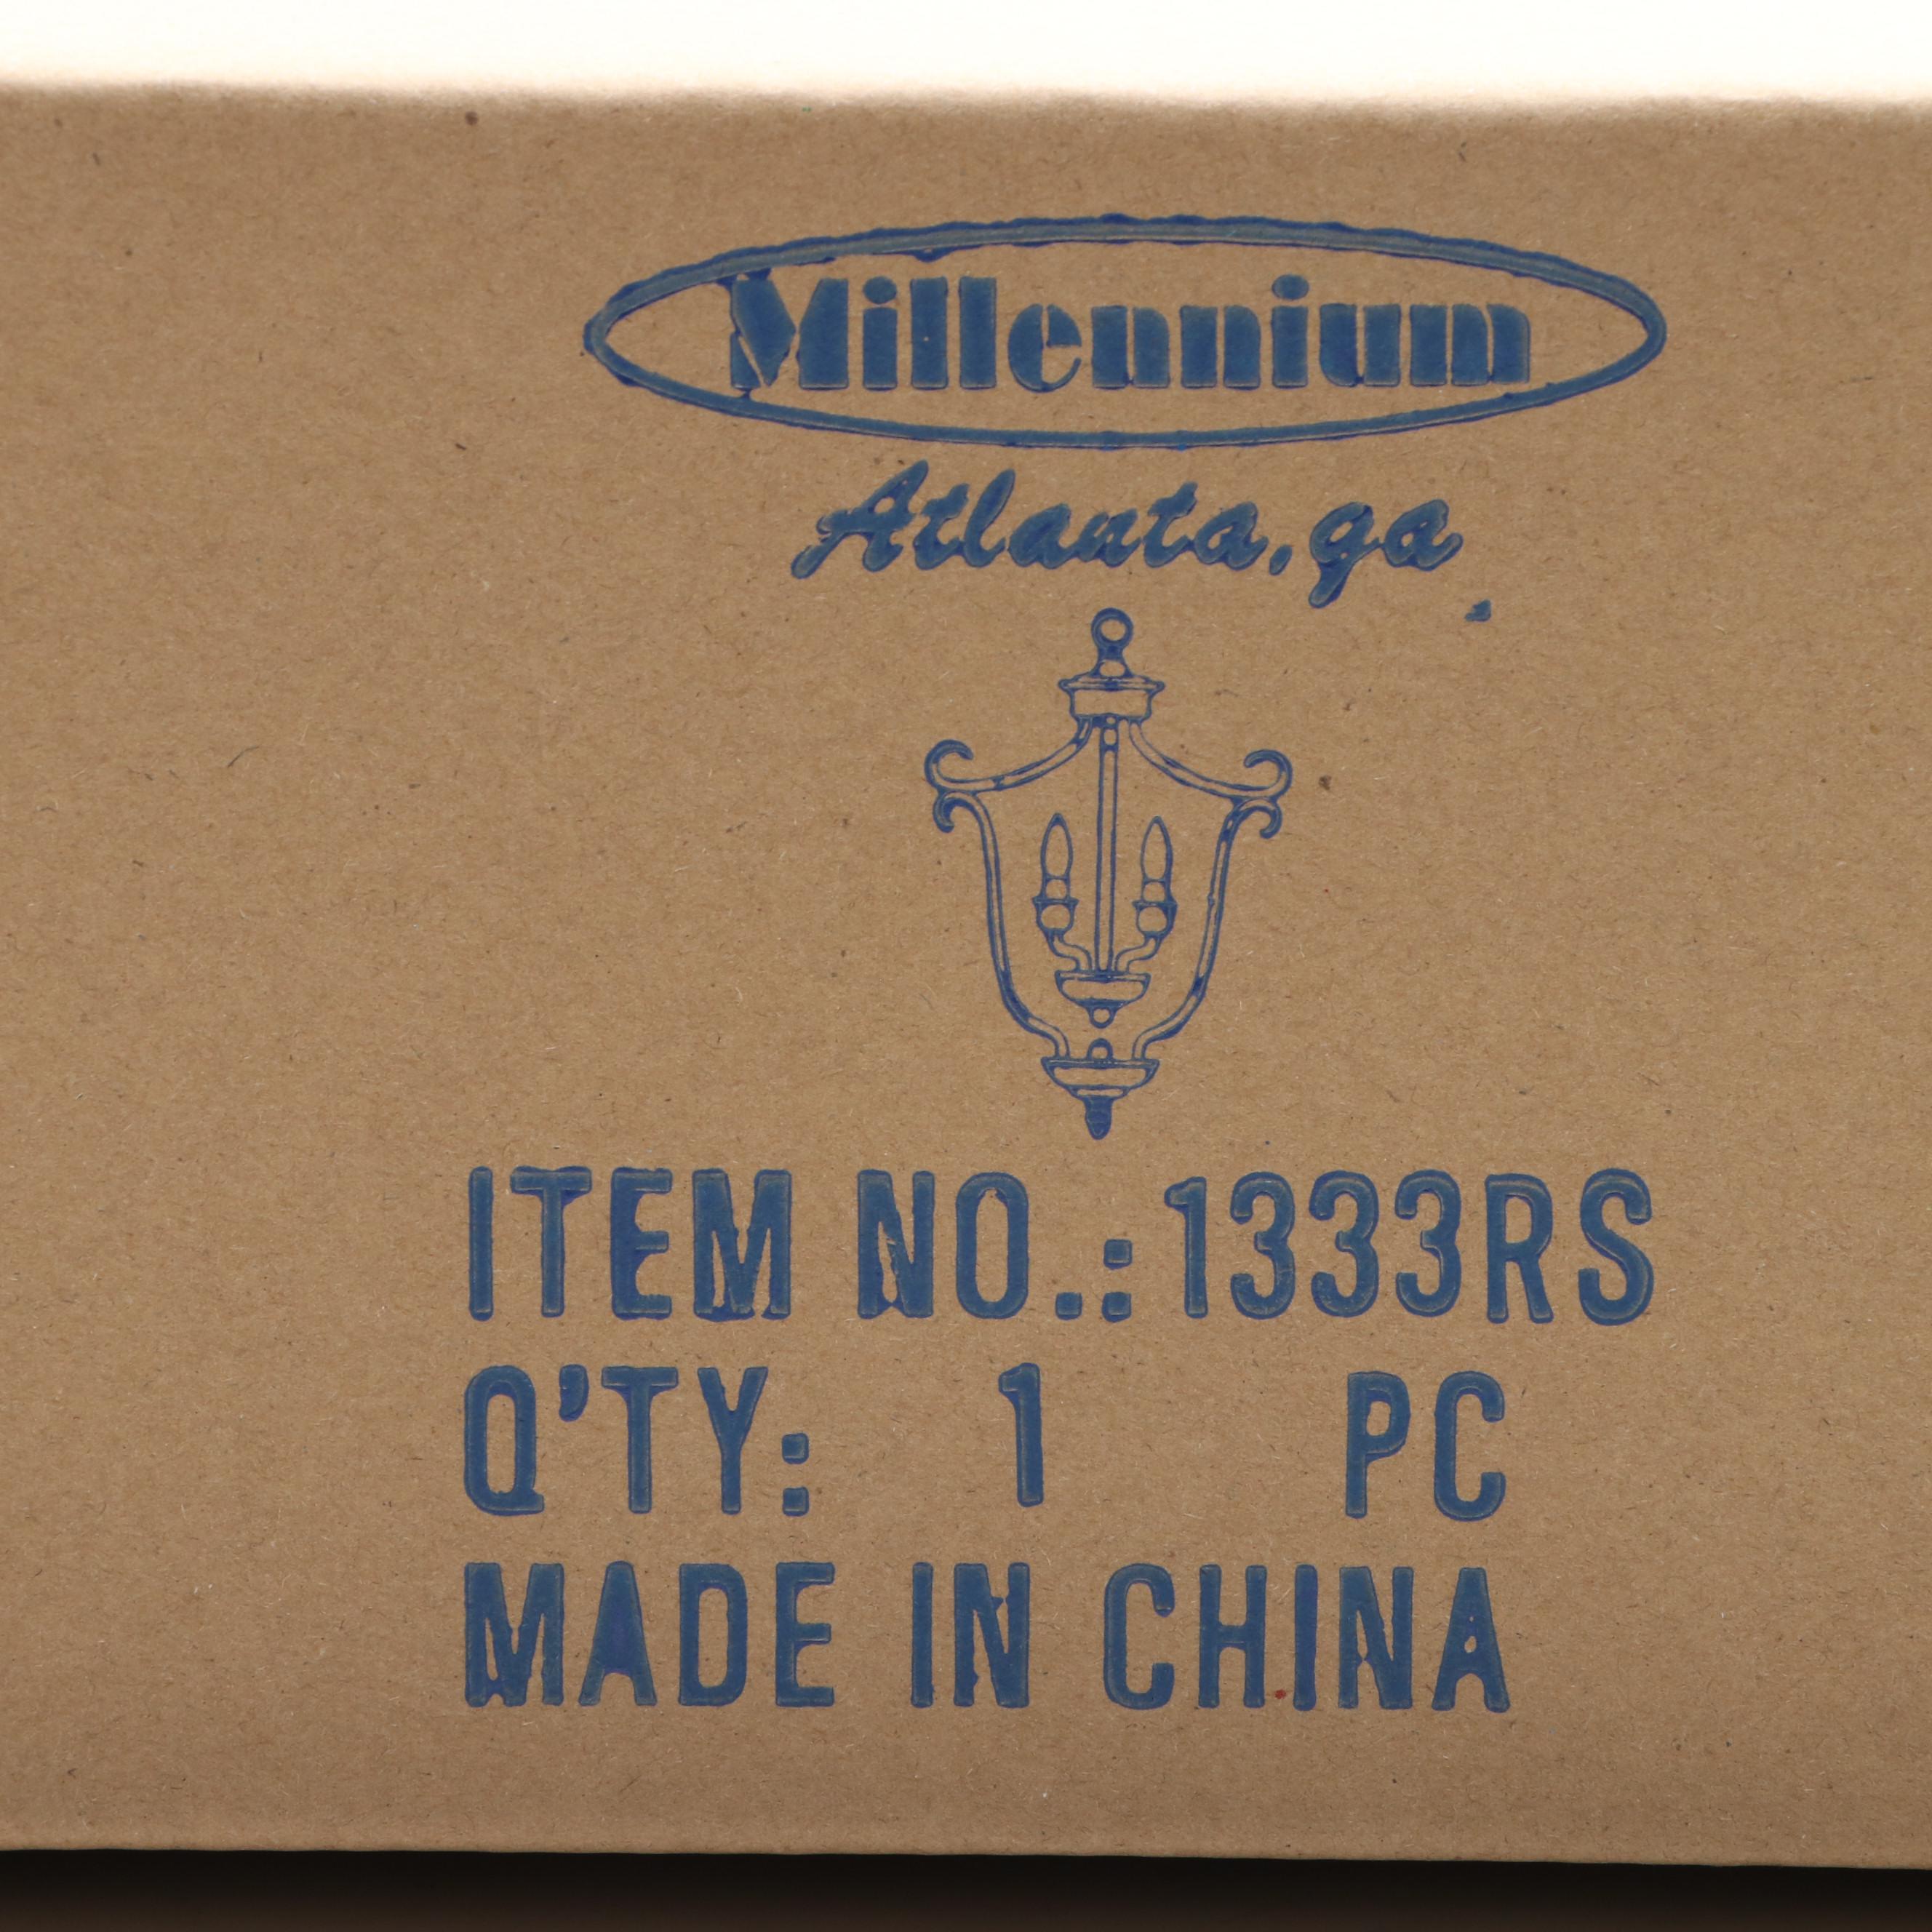 Millennium
Atlanta,ga
ITEM NO.:1333RS
Q'TY: 1 PC
MADE IN CHINA